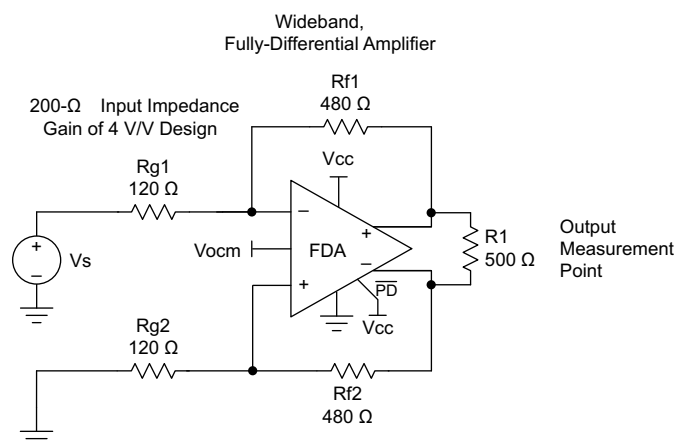 Wideband,
Fully-Differential Amplifier
Rf1
480 Ω
200-Ω Input Impedance
Gain of 4 V/V Design
Vcc
Rg1
120 Ω
−
+
Vocm
FDA
R1
500 Ω
Output
Measurement
Point
+
−
Vs
−
+
PD
Vcc
Rg2
120 Ω
Rf2
480 Ω